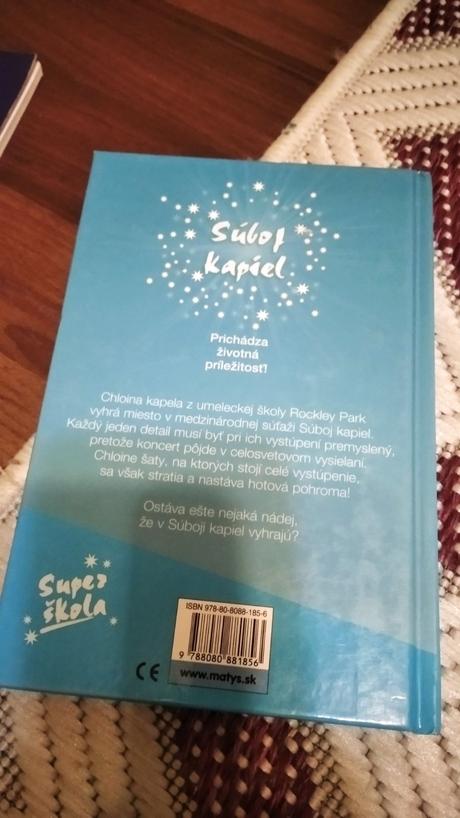 Súboj
kapiel
Prichádza
životná
príležitosť!
Chloina kapela z umeleckej školy Rockley Park
vyhrá miesto v medzinárodnej súťaži Súboj kapiel.
Každý jeden detail musí byť pri ich vystúpení premyslený,
pretože koncert pôjde v celosvetovom vysielaní.
Chloine šaty, na ktorých stojí celé vystúpenie,
sa však stratia a nastáva hotová pohroma!
Ostáva ešte nejaká nádej,
že v Súboji kapiel vyhrajú?
Super
škola
ISBN 978-80-8088-185-6
9 788080 881856
CE
www.matys.sk